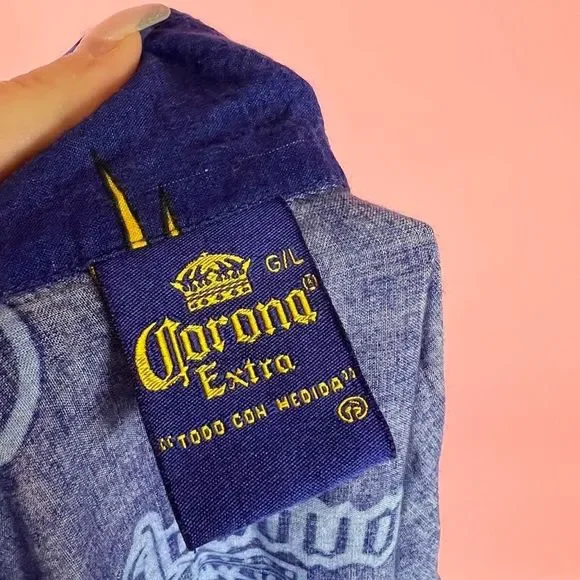 G/L
Corona®
Extra
"TODO CON MEDIDA"